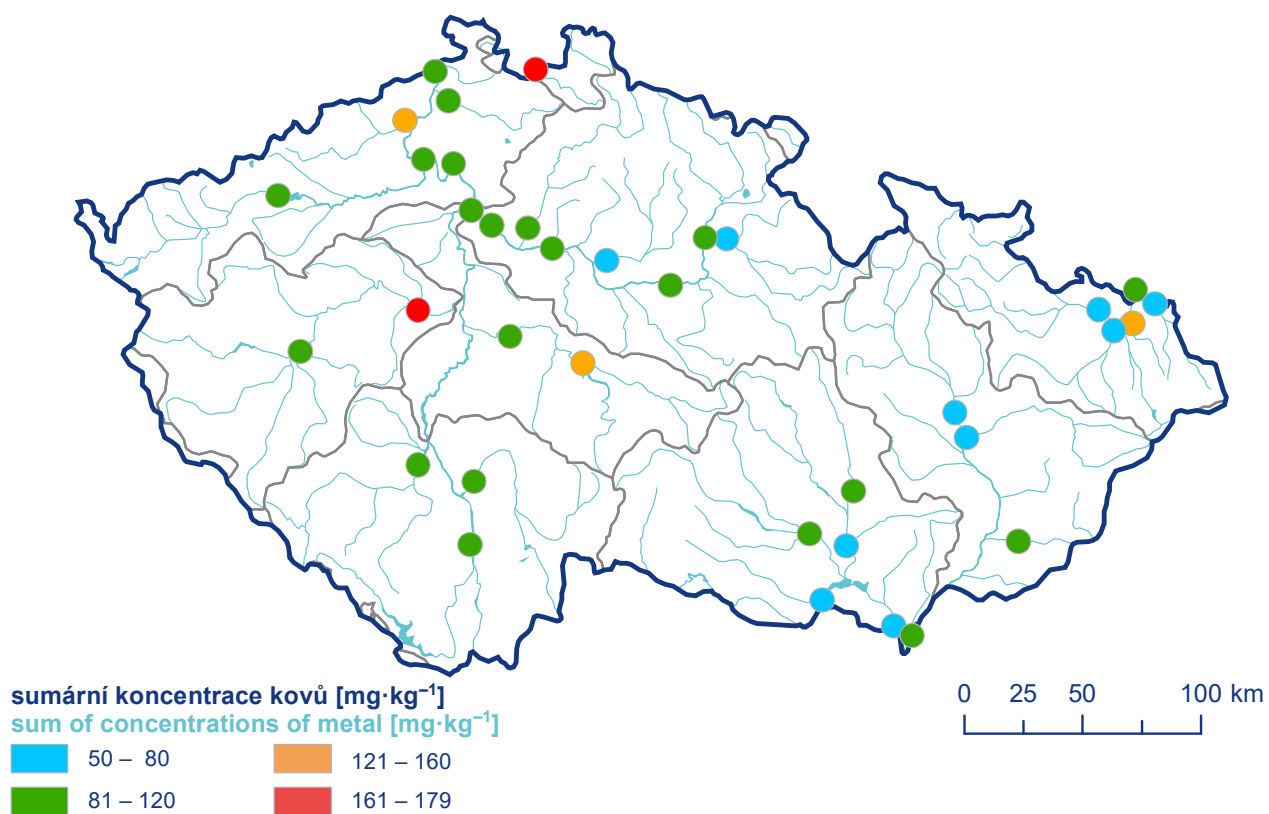 sumární koncentrace kovů [mg·kg⁻¹]
sum of concentrations of metal [mg·kg⁻¹]
50 – 80
121 – 160
81 – 120
161 – 179
0 25 50 100 km